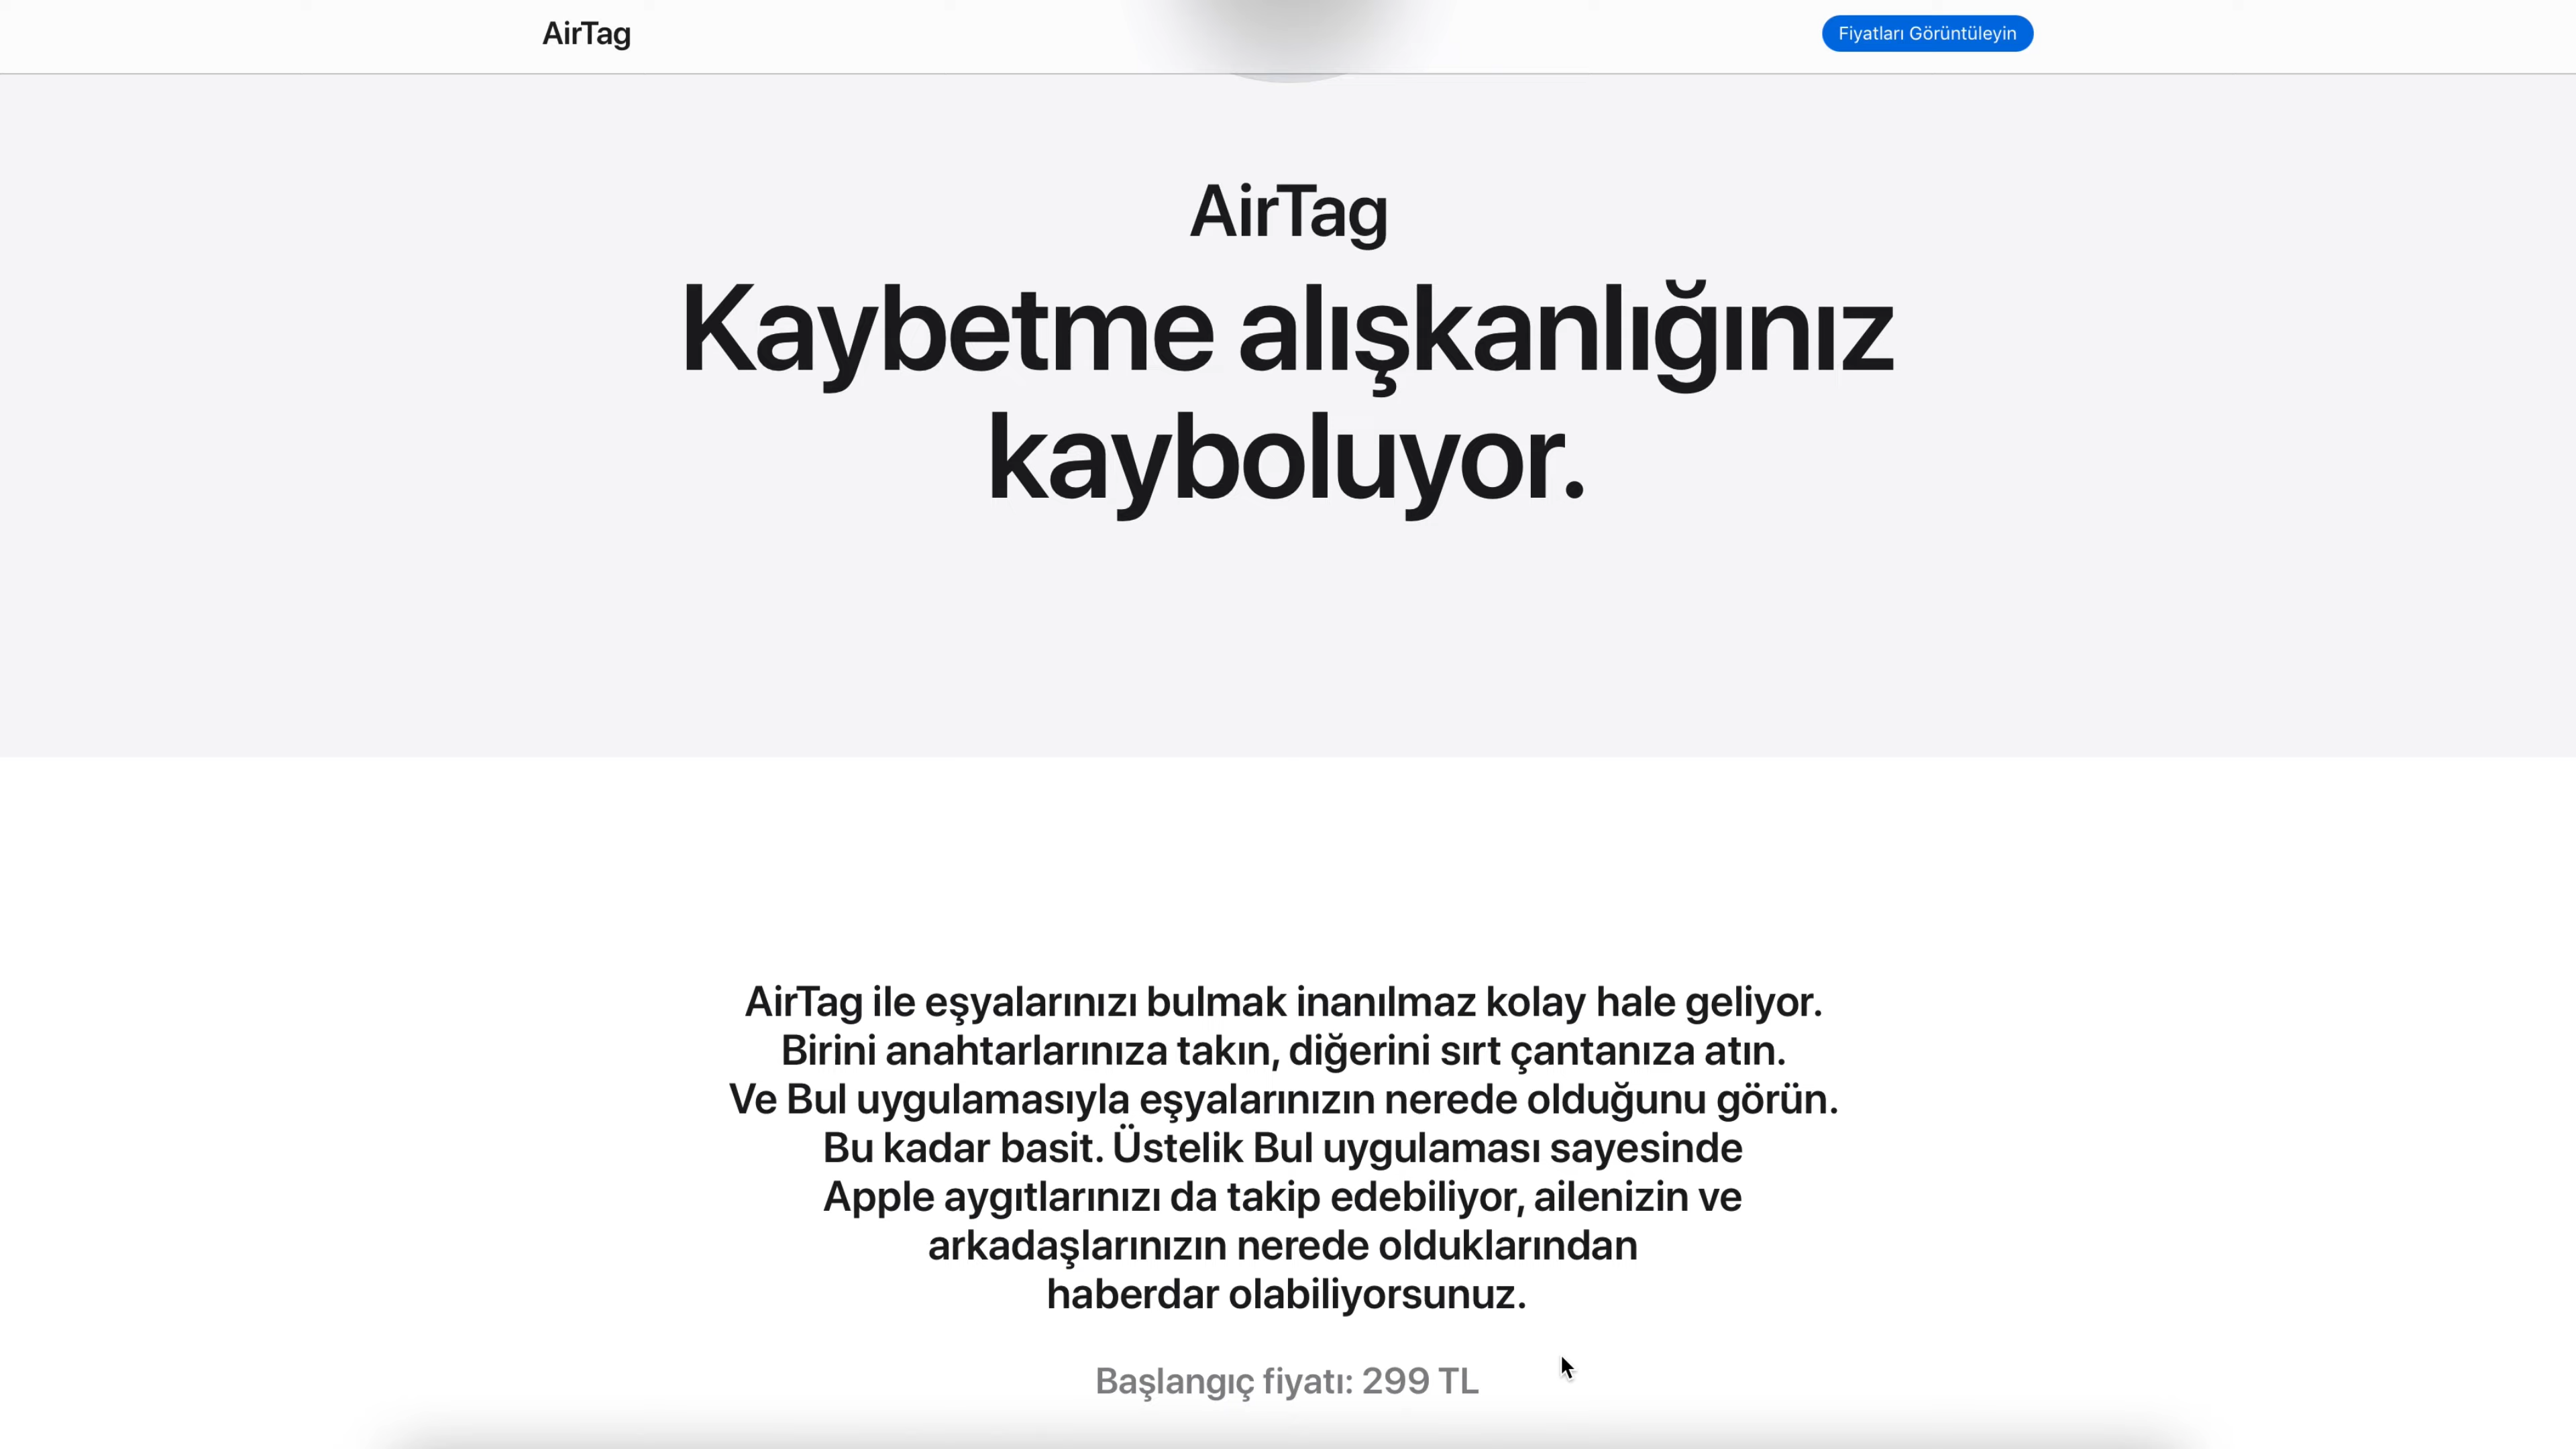 AirTag
Fiyatları Görüntüleyin
AirTag
Kaybetme alışkanlığınız
kayboluyor.
AirTag ile eşyalarınızı bulmak inanılmaz kolay hale geliyor.
Birini anahtarlarınıza takın, diğerini sırt çantanıza atın.
Ve Bul uygulamasıyla eşyalarınızın nerede olduğunu görün.
Bu kadar basit. Üstelik Bul uygulaması sayesinde
Apple aygıtlarınızı da takip edebiliyor, ailenizin ve
arkadaşlarınızın nerede olduklarından
haberdar olabiliyorsunuz.
Başlangıç fiyatı: 299 TL